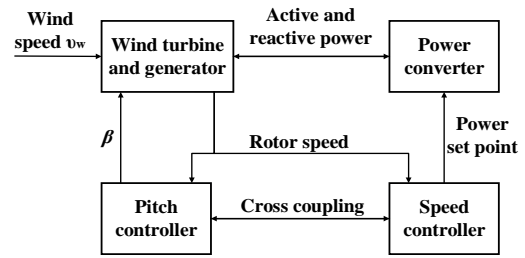 Wind
speed υw
Wind turbine
and generator
Active and
reactive power
Power
converter
β
Rotor speed
Power
set point
Pitch
controller
Cross coupling
Speed
controller